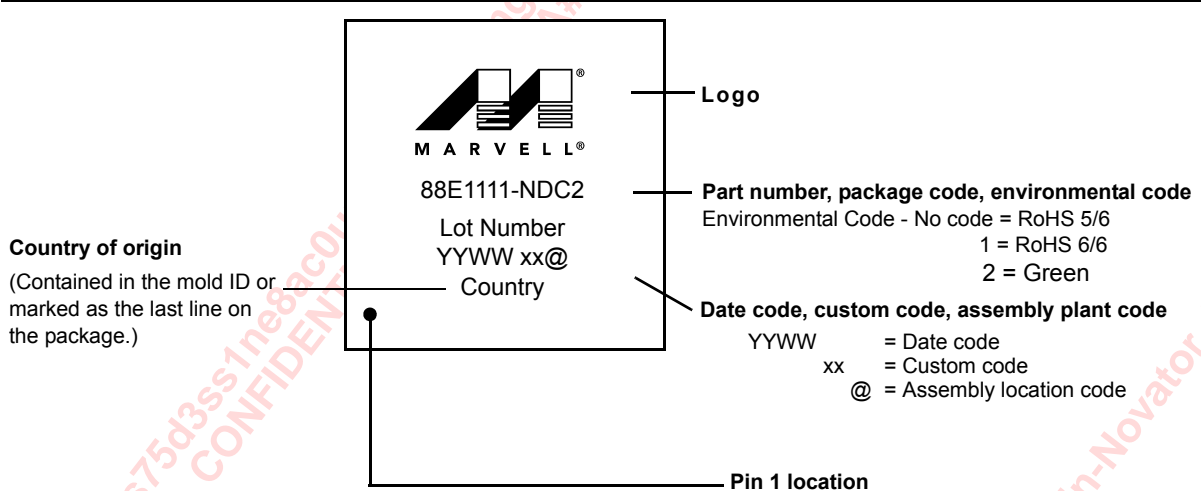 MARVELL®
®
Logo
88E1111-NDC2
Part number, package code, environmental code
Environmental Code - No code = RoHS 5/6
1 = RoHS 6/6
2 = Green
Lot Number
YYWW xx@
Country
Country of origin
(Contained in the mold ID or
marked as the last line on
the package.)
Date code, custom code, assembly plant code
YYWW = Date code
xx = Custom code
@ = Assembly location code
Pin 1 location